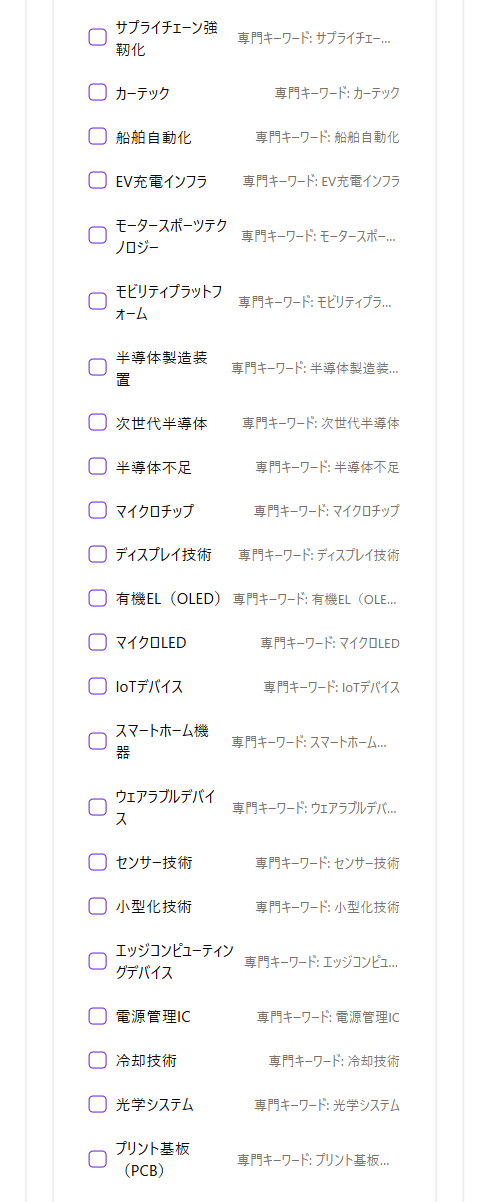 サプライチェーン強
靭化
専門キーワード: サプライチェー...
カーテック
専門キーワード: カーテック
船舶自動化
専門キーワード: 船舶自動化
EV充電インフラ
専門キーワード: EV充電インフラ
モータースポーツテク
ノロジー
専門キーワード: モータースポー...
モビリティプラットフ
ォーム
専門キーワード: モビリティプラ...
半導体製造装
置
専門キーワード: 半導体製造装...
次世代半導体
専門キーワード: 次世代半導体
半導体不足
専門キーワード: 半導体不足
マイクロチップ
専門キーワード: マイクロチップ
ディスプレイ技術
専門キーワード: ディスプレイ技術
有機EL（OLED）
専門キーワード: 有機EL（OLE...
マイクロLED
専門キーワード: マイクロLED
IoTデバイス
専門キーワード: IoTデバイス
スマートホーム機
器
専門キーワード: スマートホーム...
ウェアラブルデバイ
ス
専門キーワード: ウェアラブルデバ...
センサー技術
専門キーワード: センサー技術
小型化技術
専門キーワード: 小型化技術
エッジコンピューティン
グデバイス
専門キーワード: エッジコンピュ...
電源管理IC
専門キーワード: 電源管理IC
冷却技術
専門キーワード: 冷却技術
光学システム
専門キーワード: 光学システム
プリント基板
（PCB）
専門キーワード: プリント基板...